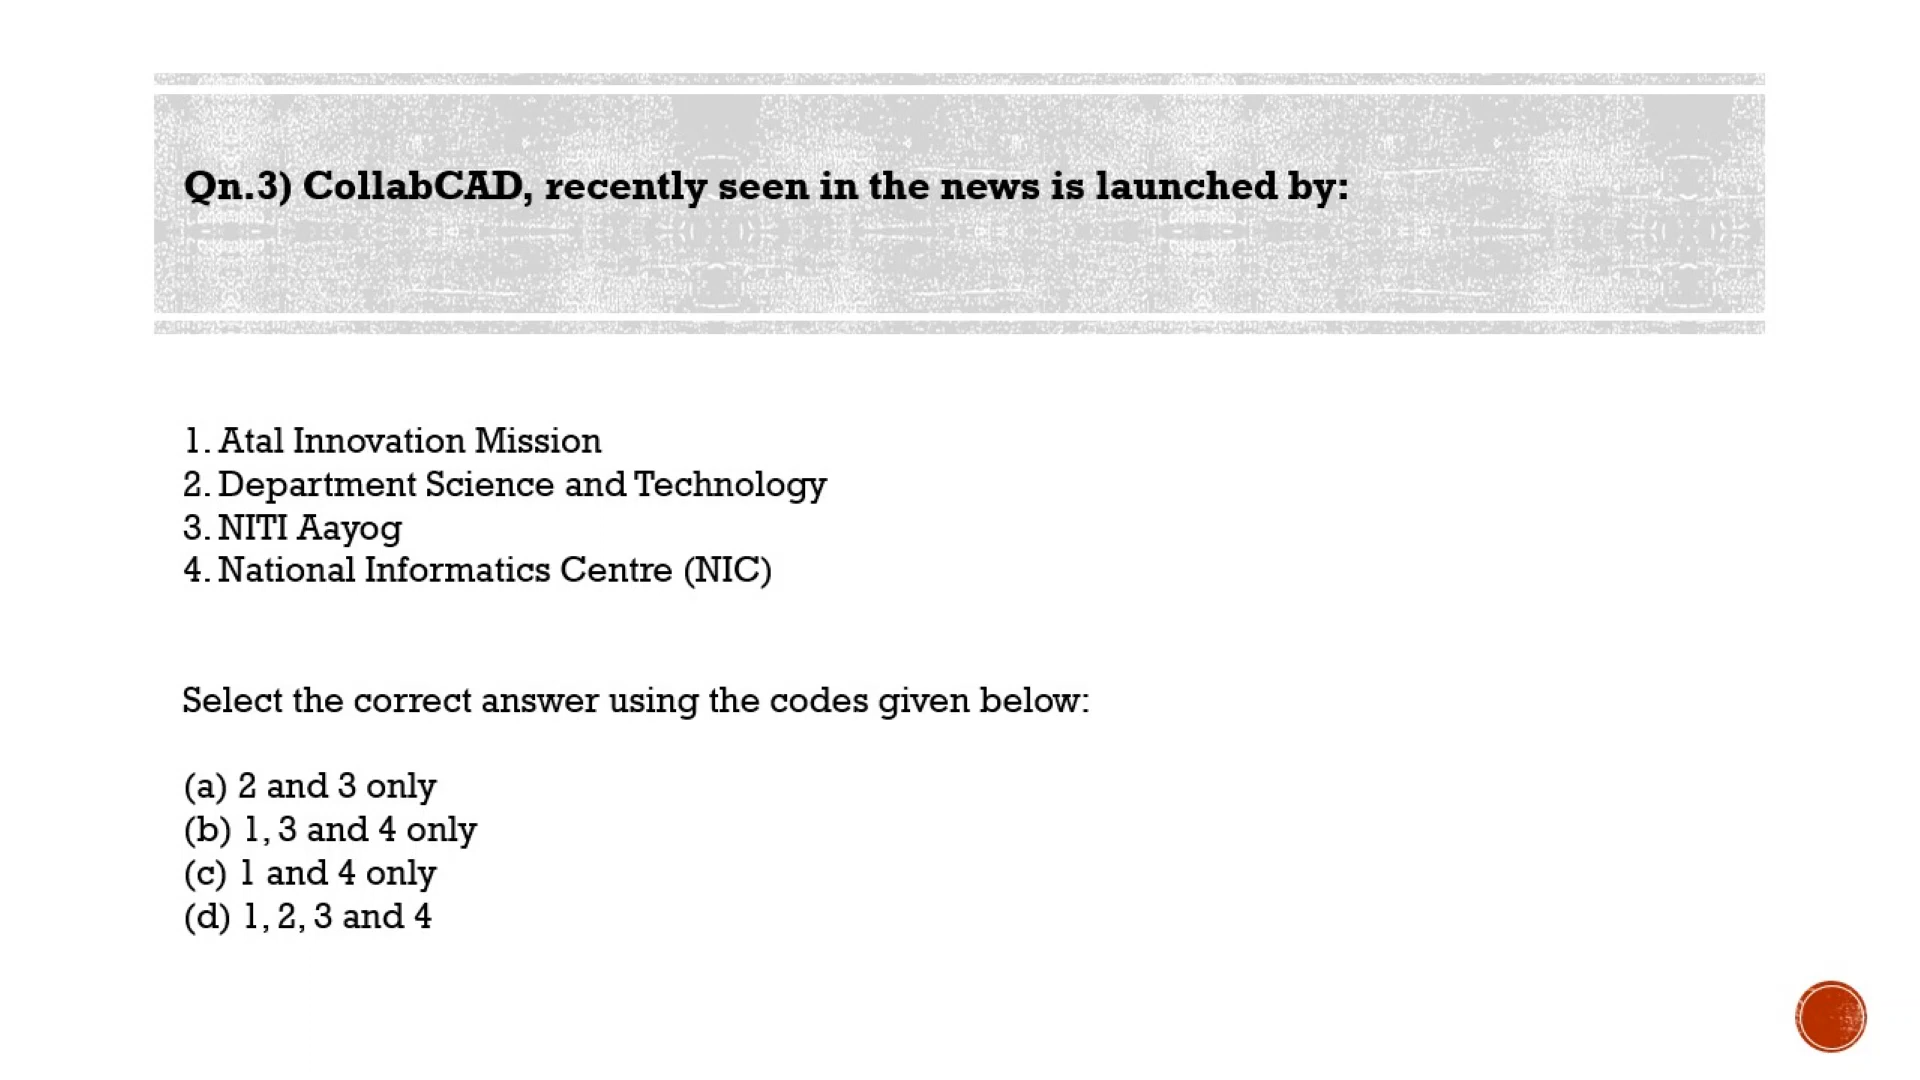 Qn.3) CollabCAD, recently seen in the news is launched by:
1. Atal Innovation Mission
2. Department Science and Technology
3. NITI Aayog
4. National Informatics Centre (NIC)
Select the correct answer using the codes given below:
(a) 2 and 3 only
(b) 1, 3 and 4 only
(c) 1 and 4 only
(d) 1, 2, 3 and 4